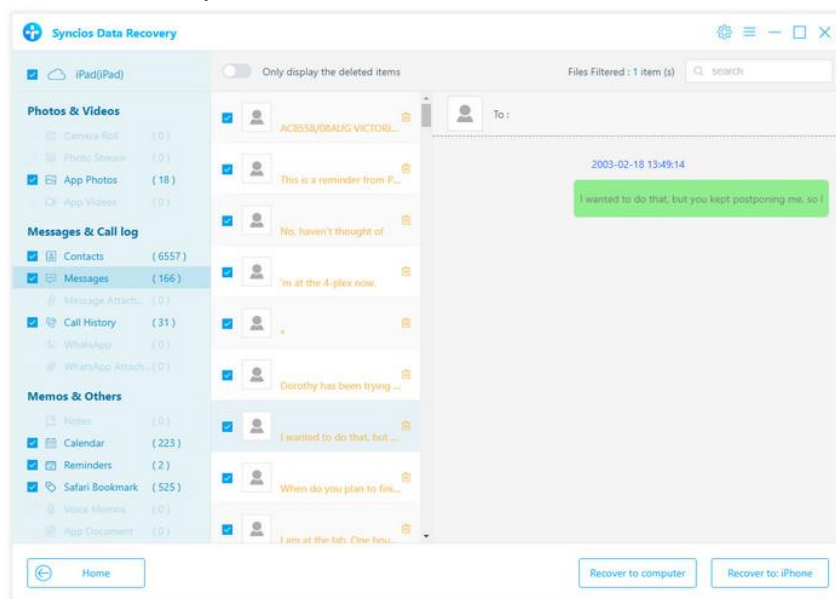 Syncios Data Recovery
iPad(iPad)
Only display the deleted items
Files Filtered : 1 item (s)
search
Photos & Videos
Camera Roll (0)
Photo Stream (0)
App Photos (18)
App Videos (0)
Messages & Call log
Contacts (6557)
Messages (166)
Message Attach... (0)
Call History (31)
WhatsApp (0)
WhatsApp Attach...(0)
Memos & Others
Notes (0)
Calendar (223)
Reminders (2)
Safari Bookmark (525)
Voice Memos (0)
App Document (0)
AC8558/08AUG VICTORI...
This is a reminder from P...
No, haven't thought of
'm at the 4-plex now.
Dorothy has been trying ...
I wanted to do that, but ...
When do you plan to fini...
I am at the lab. One hou...
To :
2003-02-18 13:49:14
I wanted to do that, but you kept postponing me, so I
Home
Recover to computer
Recover to: iPhone